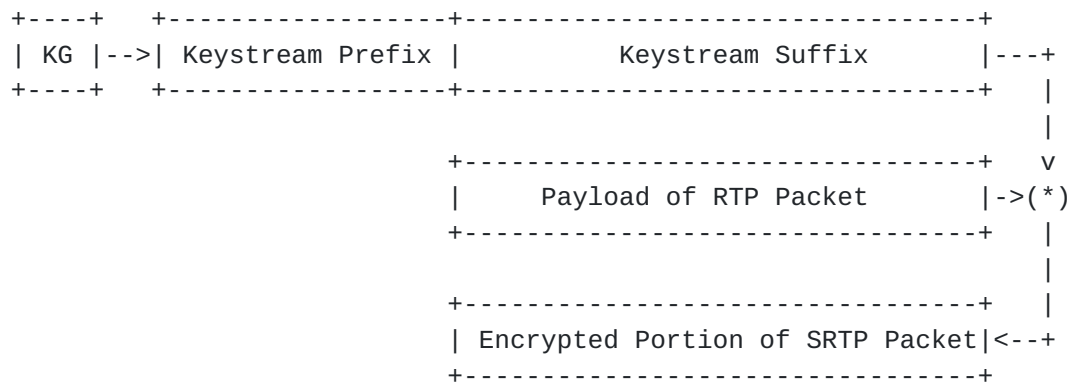 +----+   +------------------+---------------------------------+
| KG |-->| Keystream Prefix |          Keystream Suffix       |---+
+----+   +------------------+---------------------------------+   |
                                                                  |
                            +---------------------------------+   v
                            |     Payload of RTP Packet       |->(*)
                            +---------------------------------+   |
                                                                  |
                            +---------------------------------+   |
                            | Encrypted Portion of SRTP Packet|<--+
                            +---------------------------------+